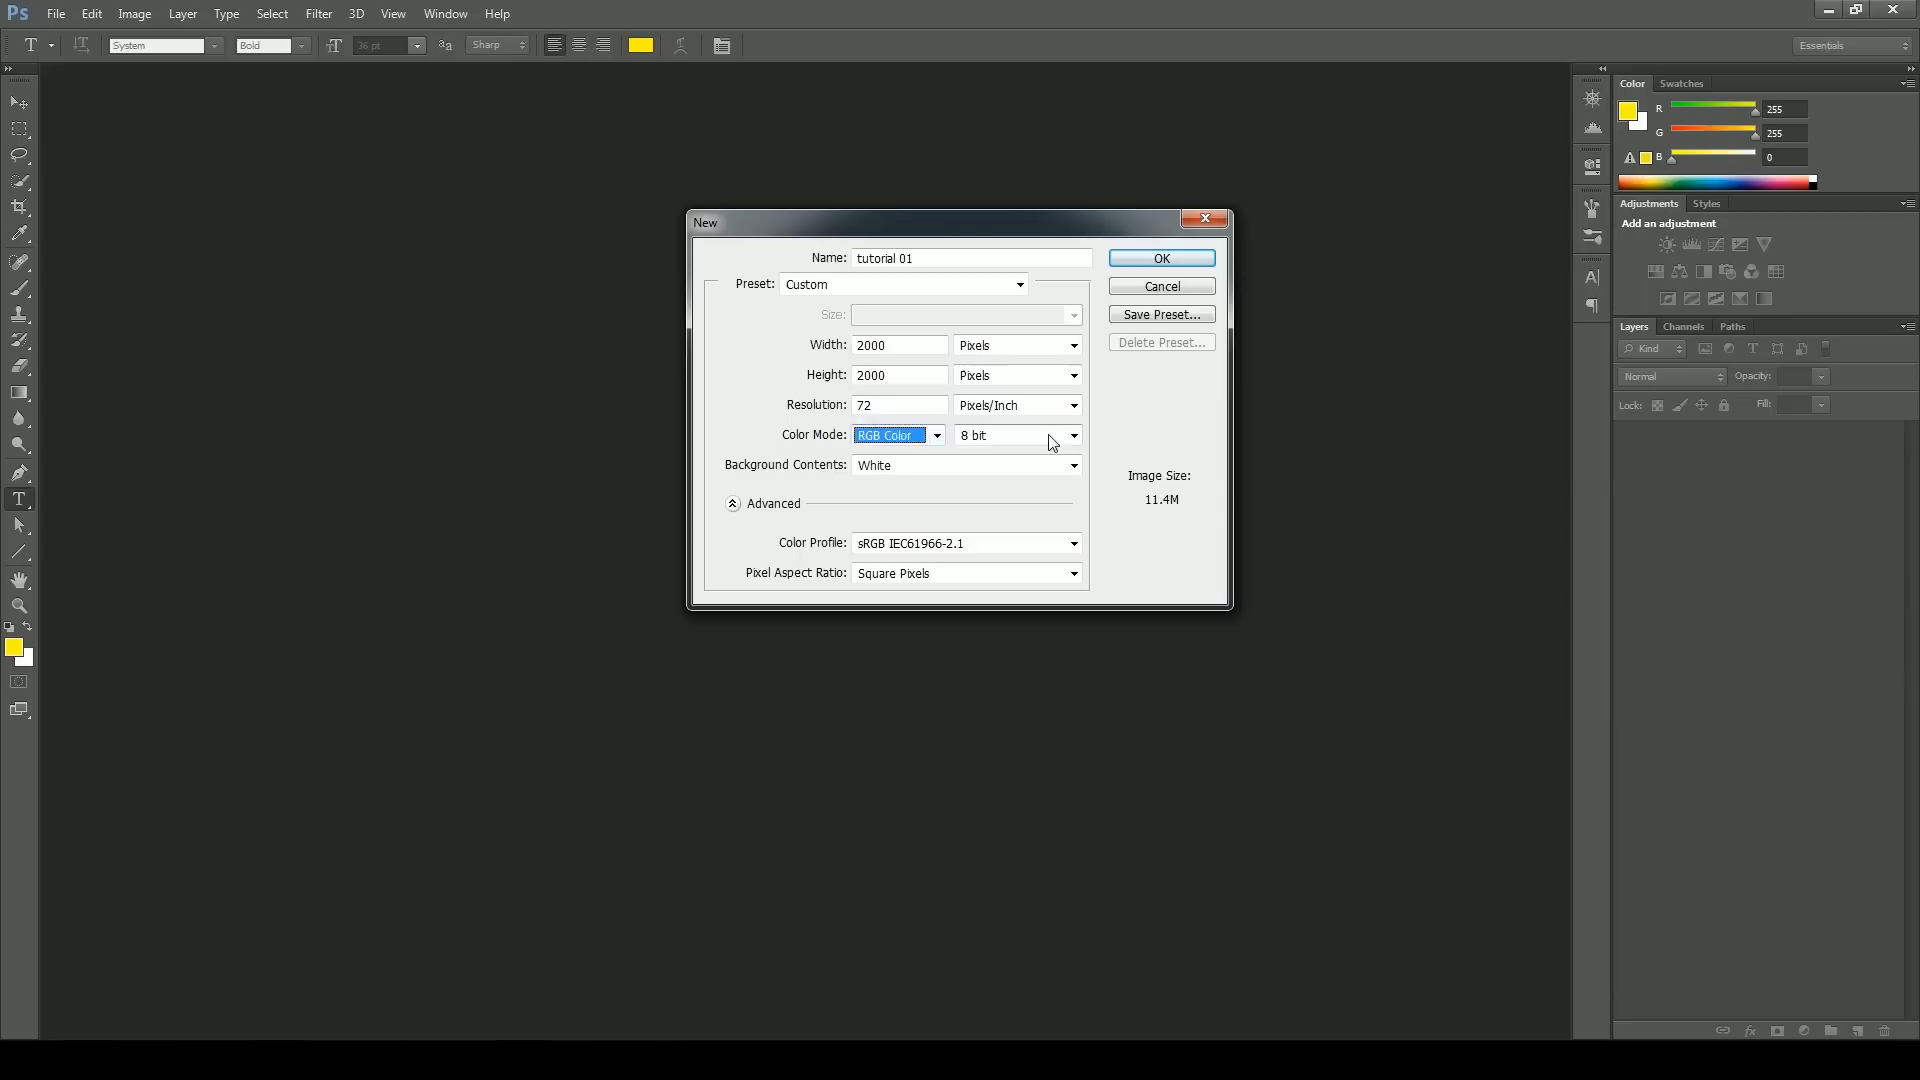 Ps File Edit Image Layer Type Select Filter 3D View Window Help
T System Bold 36 pt Sharp Essentials
Color Swatches
R 255
G 255
B 0
Adjustments Styles
Add an adjustment
Layers Channels Paths
Kind
Normal Opacity:
Lock: Fill:
New
Name: tutorial 01 OK
Preset: Custom Cancel
Size: Save Preset...
Width: 2000 Pixels Delete Preset...
Height: 2000 Pixels
Resolution: 72 Pixels/Inch
Color Mode: RGB Color 8 bit
Background Contents: White
Image Size:
11.4M
Advanced
Color Profile: sRGB IEC61966-2.1
Pixel Aspect Ratio: Square Pixels